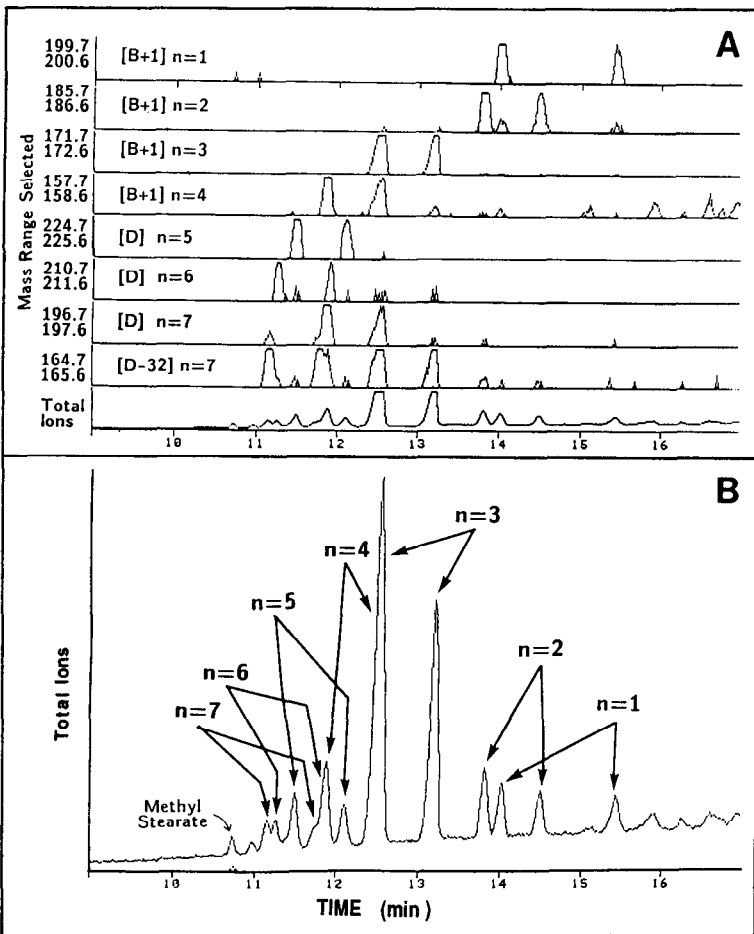 A
199.7
200.6
[B+1] n=1
185.7
186.6
[B+1] n=2
171.7
172.6
[B+1] n=3
157.7
158.6
[B+1] n=4
224.7
225.6
[D] n=5
210.7
211.6
[D] n=6
196.7
197.6
[D] n=7
164.7
165.6
[D-32] n=7
Total
Ions
Mass Range Selected
10 11 12 13 14 15 16
B
n=3
n=4
n=5
n=2
n=6
n=1
n=7
Methyl
Stearate
Total Ions
10 11 12 13 14 15 16
TIME (min)